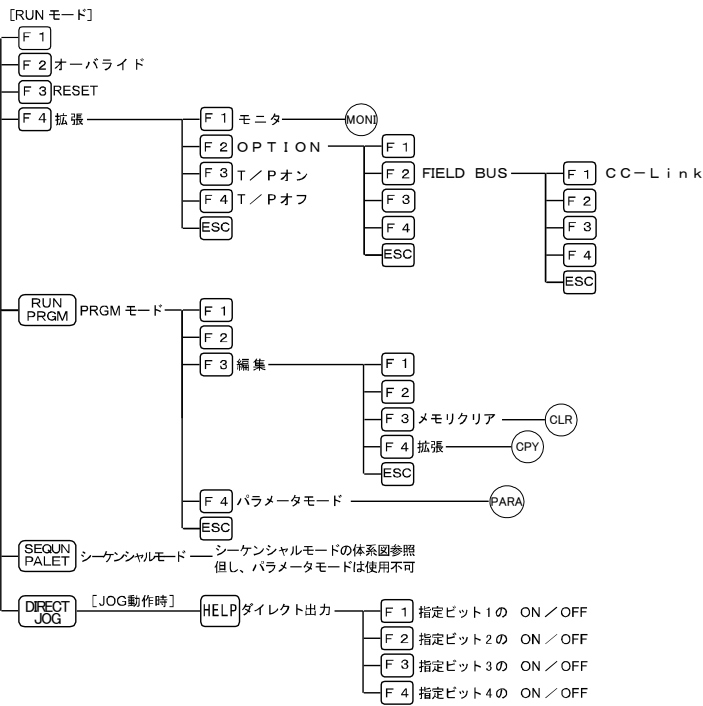 [RUN モード]
F 1
F 2 オーバライド
F 3 RESET
F 4 拡張
F 1 モニタ
MONI
F 2 OPTION
F 1
F 2 FIELD BUS
F 1 CC-Link
F 2
F 3
F 4
ESC
F 3
F 4
ESC
F 3 T/Pオン
F 4 T/Pオフ
ESC
RUN
PRGM
PRGM モード
F 1
F 2
F 3 編集
F 1
F 2
F 3 メモリクリア
CLR
F 4 拡張
CPY
ESC
F 4 パラメータモード
PARA
ESC
SEQUN
PALET
シーケンシャルモード
シーケンシャルモードの体系図参照
但し、パラメータモードは使用不可
DIRECT
JOG
[JOG動作時]
HELP ダイレクト出力
F 1 指定ビット1の ON/OFF
F 2 指定ビット2の ON/OFF
F 3 指定ビット3の ON/OFF
F 4 指定ビット4の ON/OFF